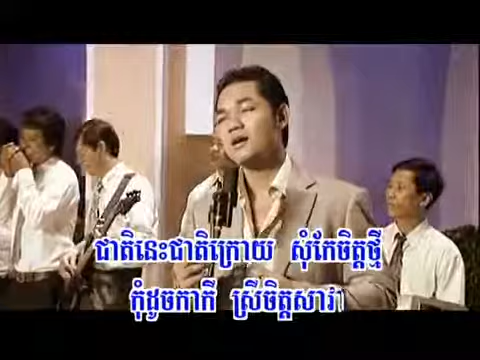 ជាតិនេះជាតិក្រោយ សុំកែចិត្តថ្មី
កុំដូចកាកី ស្រីចិត្តសាវា